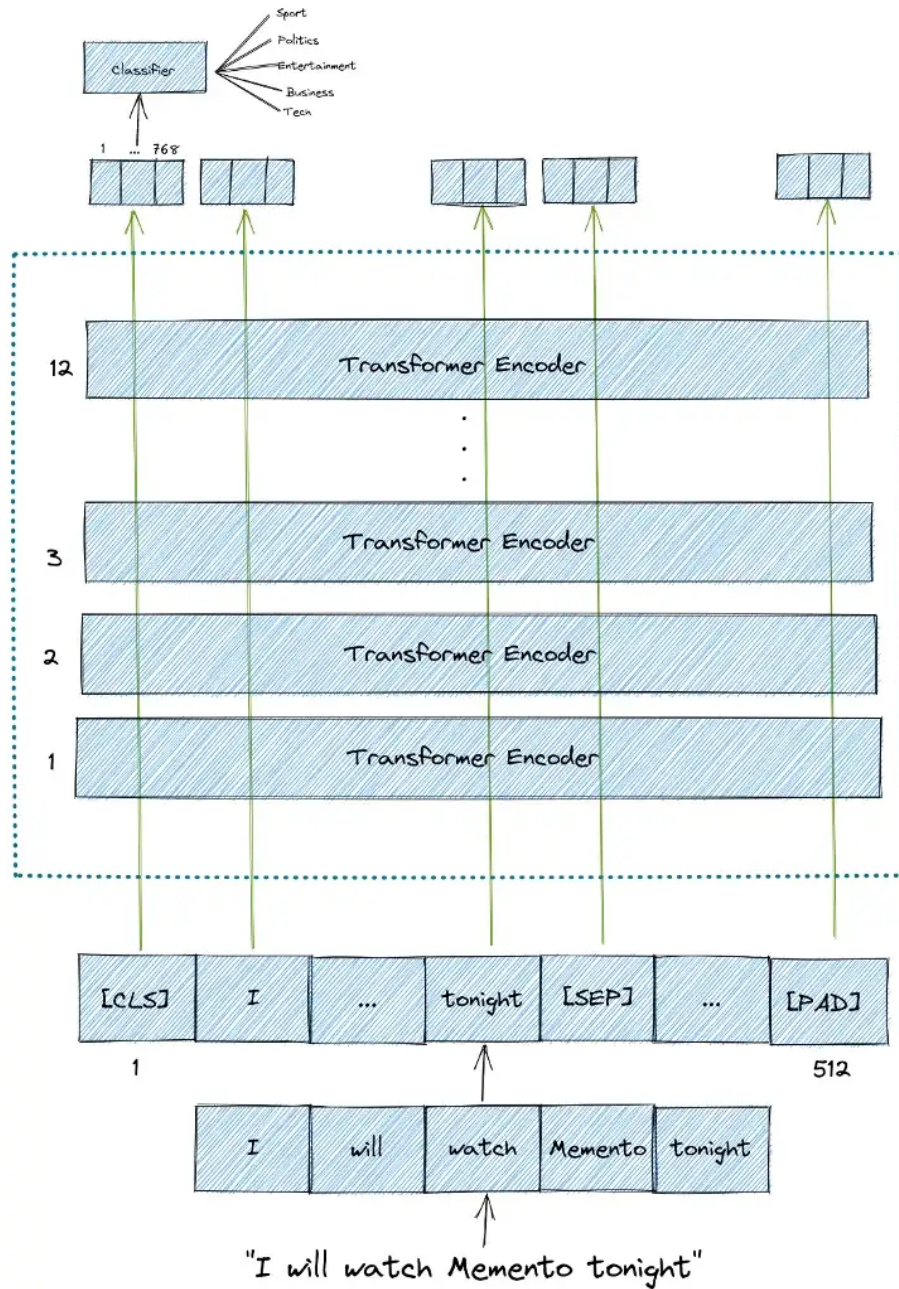 Sport
Politics
Classifier
Entertainment
Business
Tech
1 ... 768
12 Transformer Encoder
.
.
.
3 Transformer Encoder
2 Transformer Encoder
1 Transformer Encoder
[CLS] I ... tonight [SEP] ... [PAD]
1 512
I will watch Memento tonight
"I will watch Memento tonight"